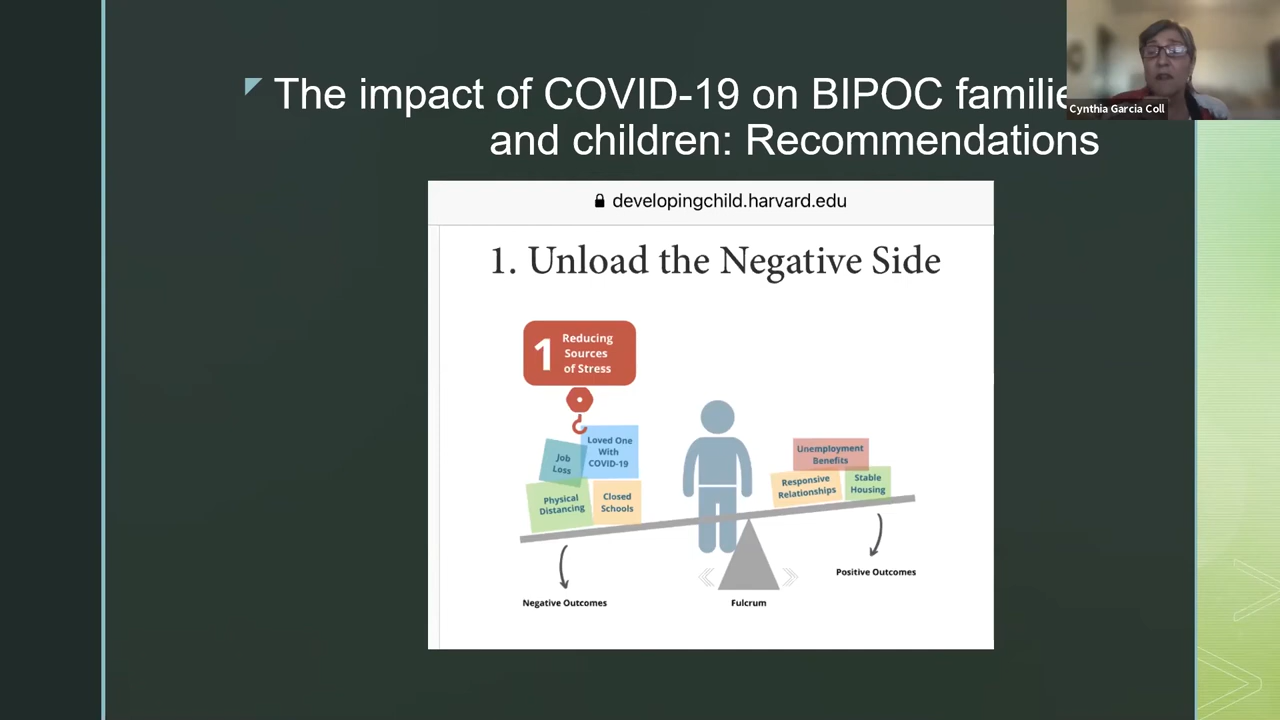 The impact of COVID-19 on BIPOC familie
and children: Recommendations
Cynthia Garcia Coll
developingchild.harvard.edu
1. Unload the Negative Side
1
Reducing
Sources
of Stress
Job
Loss
Loved One
With
COVID-19
Physical
Distancing
Closed
Schools
Unemployment
Benefits
Responsive
Relationships
Stable
Housing
Negative Outcomes
Fulcrum
Positive Outcomes